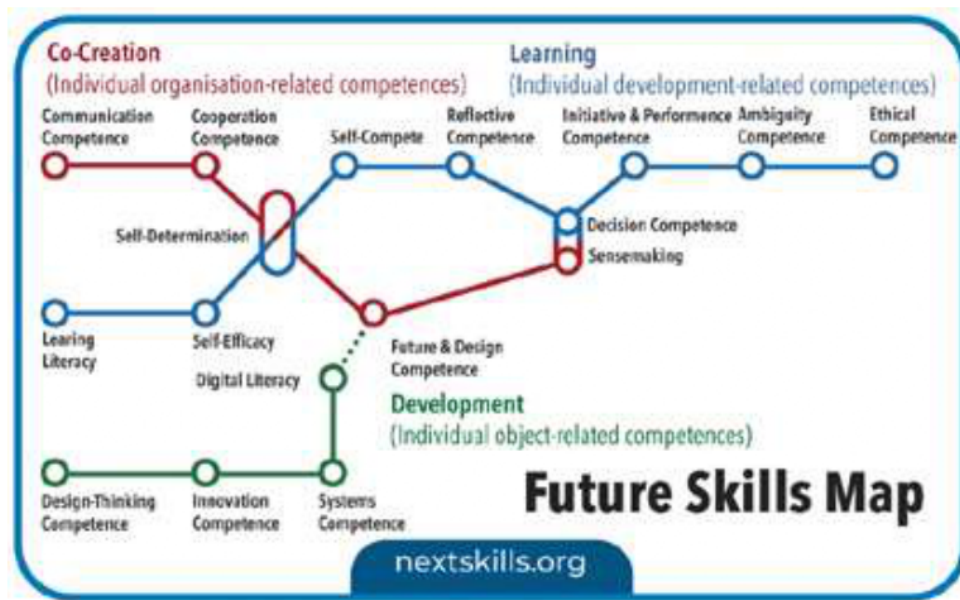 Co-Creation
(Individual organisation-related competences)
Learning
(Individual development-related competences)
Communication
Competence
Cooperation
Competence
Self-Compete
Reflective
Competence
Initiative & Performence
Competence
Ambiguity
Competence
Ethical
Competence
Self-Determination
Decision Competence
Sensemaking
Learing
Literacy
Self-Efficacy
Future & Design
Competence
Digital Literacy
Development
(Individual object-related competences)
Design-Thinking
Competence
Innovation
Competence
Systems
Competence
Future Skills Map
nextskills.org